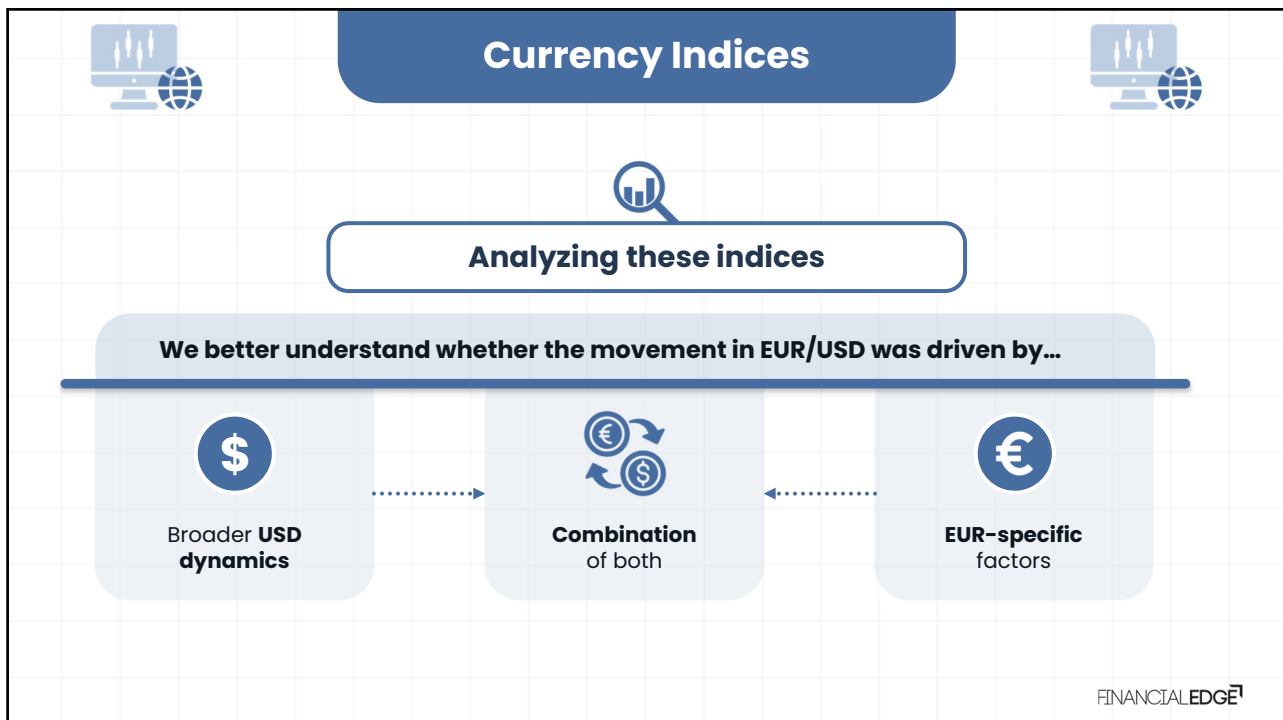 Currency Indices
Analyzing these indices
We better understand whether the movement in EUR/USD was driven by…
$
€
$
€
Broader USD
dynamics
Combination
of both
EUR-specific
factors
FINANCIALEDGE